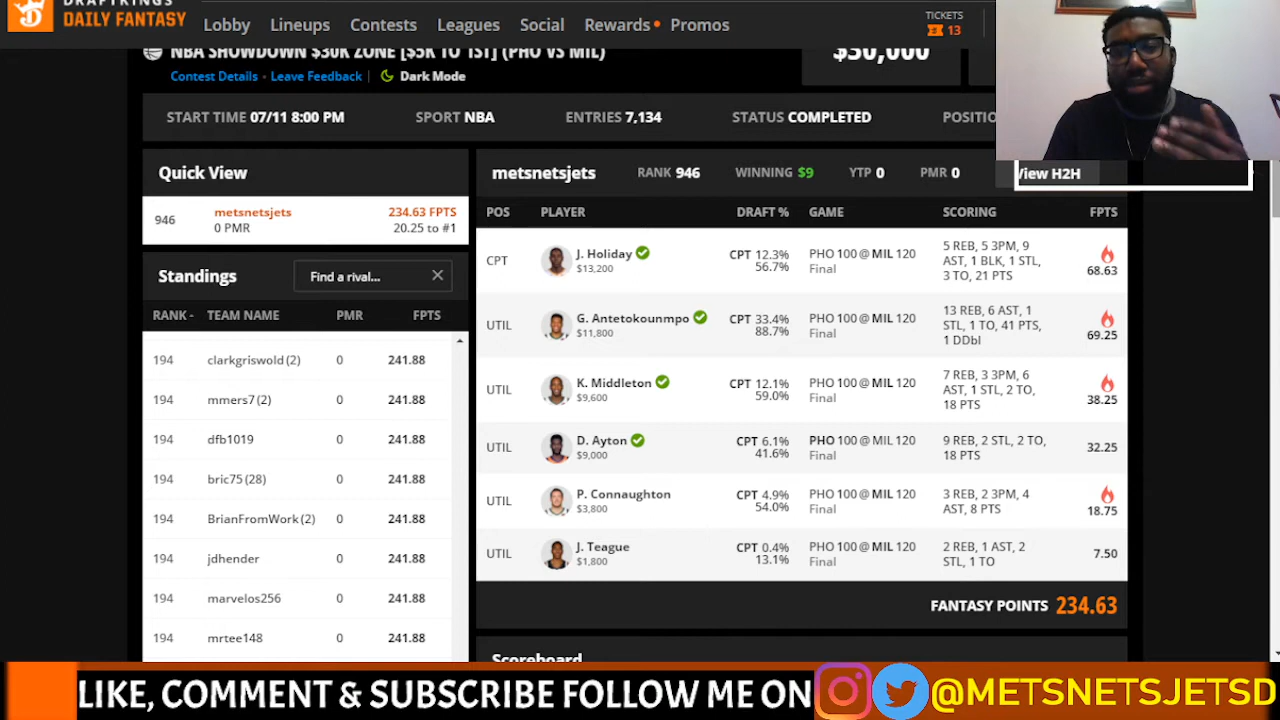 DRAFTKINGS
DAILY FANTASY
Lobby Lineups Contests Leagues Social Rewards Promos
TICKETS
13
NBA SHOWDOWN $30K ZONE [$5K TO 1ST] (PHO VS MIL)
$30,000
Contest Details • Leave Feedback | Dark Mode
START TIME 07/11 8:00 PM SPORT NBA ENTRIES 7,134 STATUS COMPLETED
Quick View
metsnetsjets RANK 946 WINNING $9 YTP 0 PMR 0 View H2H
946 metsnetsjets 234.63 FPTS
0 PMR 20.25 to #1
Standings Find a rival...
RANK TEAM NAME PMR FPTS
194 clarkgriswold (2) 0 241.88
194 mmers7 (2) 0 241.88
194 dfb1019 0 241.88
194 bric75 (28) 0 241.88
194 BrianFromWork (2) 0 241.88
194 jdhender 0 241.88
194 marvelos256 0 241.88
194 mrtee148 0 241.88
POS PLAYER DRAFT % GAME SCORING FPTS
CPT J. Holiday $13,200 CPT 12.3% 56.7% PHO 100 @ MIL 120 Final 5 REB, 5 3PM, 9 AST, 1 BLK, 1 STL, 3 TO, 21 PTS 68.63
UTIL G. Antetokounmpo $11,800 CPT 33.4% 88.7% PHO 100 @ MIL 120 Final 13 REB, 6 AST, 1 STL, 1 TO, 41 PTS, 1 DDbl 69.25
UTIL K. Middleton $9,600 CPT 12.1% 59.0% PHO 100 @ MIL 120 Final 7 REB, 3 3PM, 6 AST, 1 STL, 2 TO, 18 PTS 38.25
UTIL D. Ayton $9,000 CPT 6.1% 41.6% PHO 100 @ MIL 120 Final 9 REB, 2 STL, 2 TO, 18 PTS 32.25
UTIL P. Connaughton $3,800 CPT 4.9% 54.0% PHO 100 @ MIL 120 Final 3 REB, 2 3PM, 4 AST, 8 PTS 18.75
UTIL J. Teague $1,800 CPT 0.4% 13.1% PHO 100 @ MIL 120 Final 2 REB, 1 AST, 2 STL, 1 TO 7.50
FANTASY POINTS 234.63
Scoreboard
LIKE, COMMENT & SUBSCRIBE FOLLOW ME ON @METSNETSJETSD